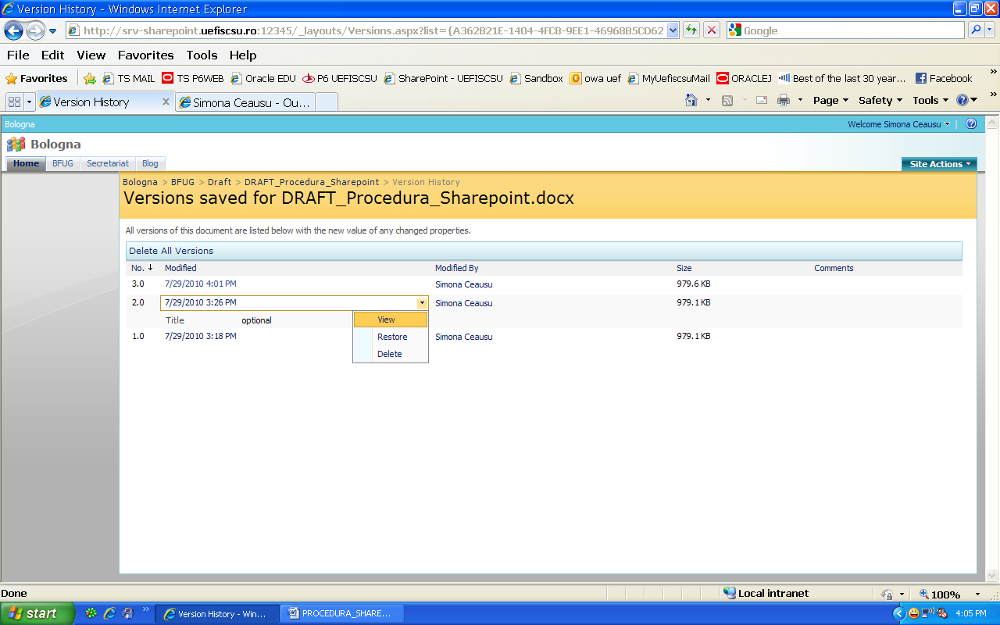 Version History - Windows Internet Explorer
http://srv-sharepoint.uefiscsu.ro:12345/_layouts/Versions.aspx?list={A362B21E-1404-4FCB-9EE1-46968B5CD62
Google
File Edit View Favorites Tools Help
Favorites TS MAIL TS P6WEB Oracle EDU P6 UEFISCSU SharePoint - UEFISCSU Sandbox owa uef MyUefiscsuMail ORACLEJ Best of the last 30 year... Facebook »
Version History Simona Ceausu - Ou... Page Safety Tools »
Bologna Welcome Simona Ceausu |
Bologna
Home BFUG Secretariat Blog Site Actions
Bologna > BFUG > Draft > DRAFT_Procedura_Sharepoint > Version History
Versions saved for DRAFT_Procedura_Sharepoint.docx
All versions of this document are listed below with the new value of any changed properties.
Delete All Versions
No. ↓ Modified Modified By Size Comments
3.0 7/29/2010 4:01 PM Simona Ceausu 979.6 KB
2.0 7/29/2010 3:26 PM Simona Ceausu 979.1 KB
Title optional View
1.0 7/29/2010 3:18 PM Restore Simona Ceausu 979.1 KB
Delete
Done Local intranet 100%
start » Version History - Win... PROCEDURA_SHARE... 4:05 PM